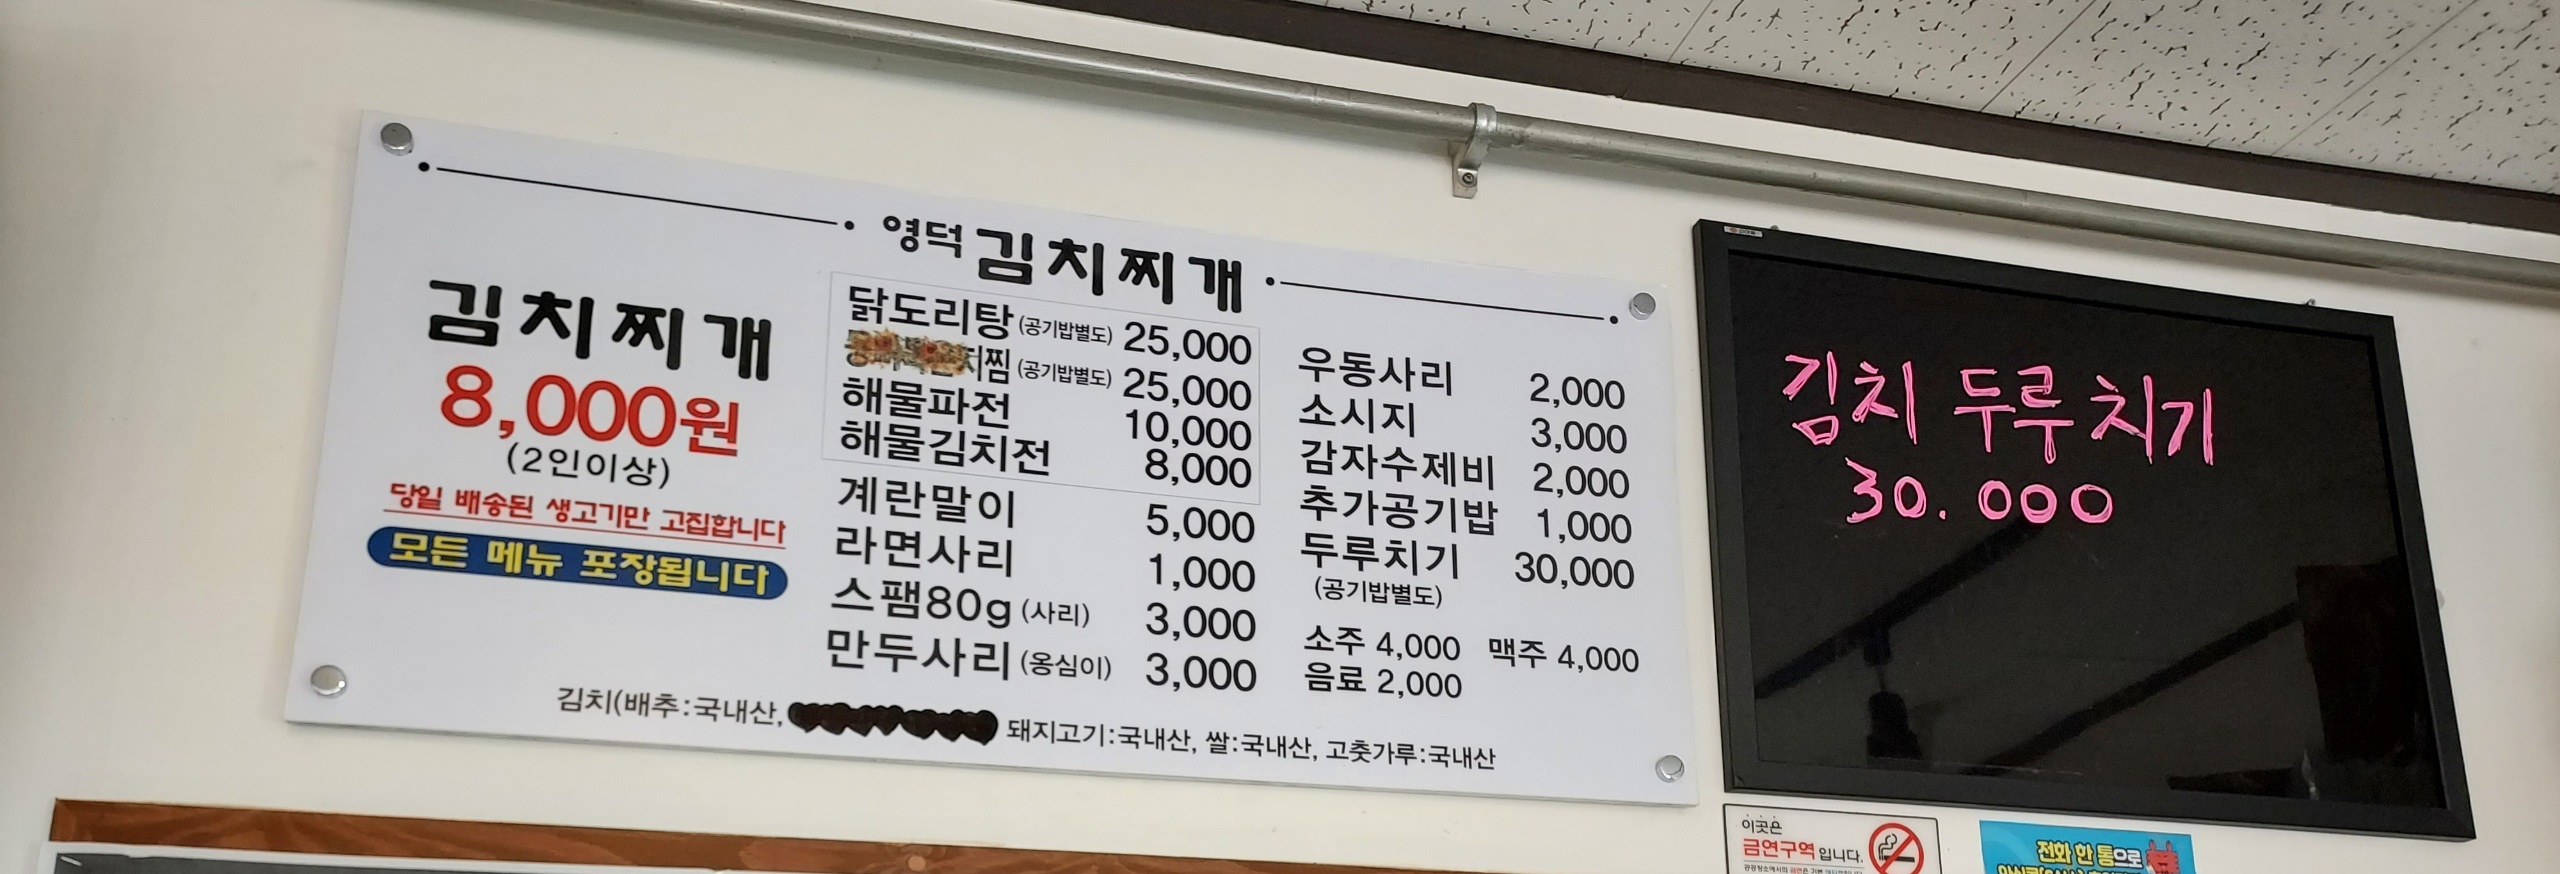 영덕김치찌개
김치찌개
8,000원
(2인이상)
당일 배송된 생고기만 고집합니다
모든 메뉴 포장됩니다
닭도리탕(공기밥별도) 25,000
찜(공기밥별도) 25,000
해물파전 10,000
해물김치전 8,000
계란말이 5,000
라면사리 1,000
스팸80g(사리) 3,000
만두사리(옹심이) 3,000
우동사리 2,000
소시지 3,000
감자수제비 2,000
추가공기밥 1,000
두루치기 30,000
(공기밥별도)
소주 4,000 맥주 4,000
음료 2,000
김치(배추:국내산, 돼지고기:국내산, 쌀:국내산, 고춧가루:국내산
김치 두루치기
30.000
이곳은
금연구역입니다.
전화 한 통으로